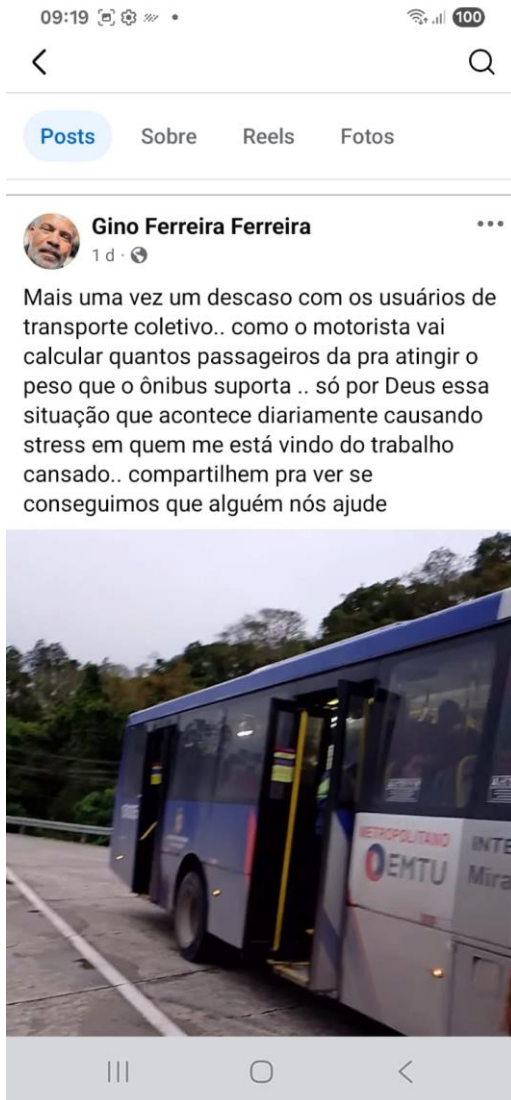 09:19
100
Posts Sobre Reels Fotos
Gino Ferreira Ferreira
1 d ·
Mais uma vez um descaso com os usuários de
transporte coletivo.. como o motorista vai
calcular quantos passageiros da pra atingir o
peso que o ônibus suporta .. só por Deus essa
situação que acontece diariamente causando
stress em quem me está vindo do trabalho
cansado.. compartilhem pra ver se
conseguimos que alguém nós ajude
METROPOLITANO
EMTU
INTE
Mira